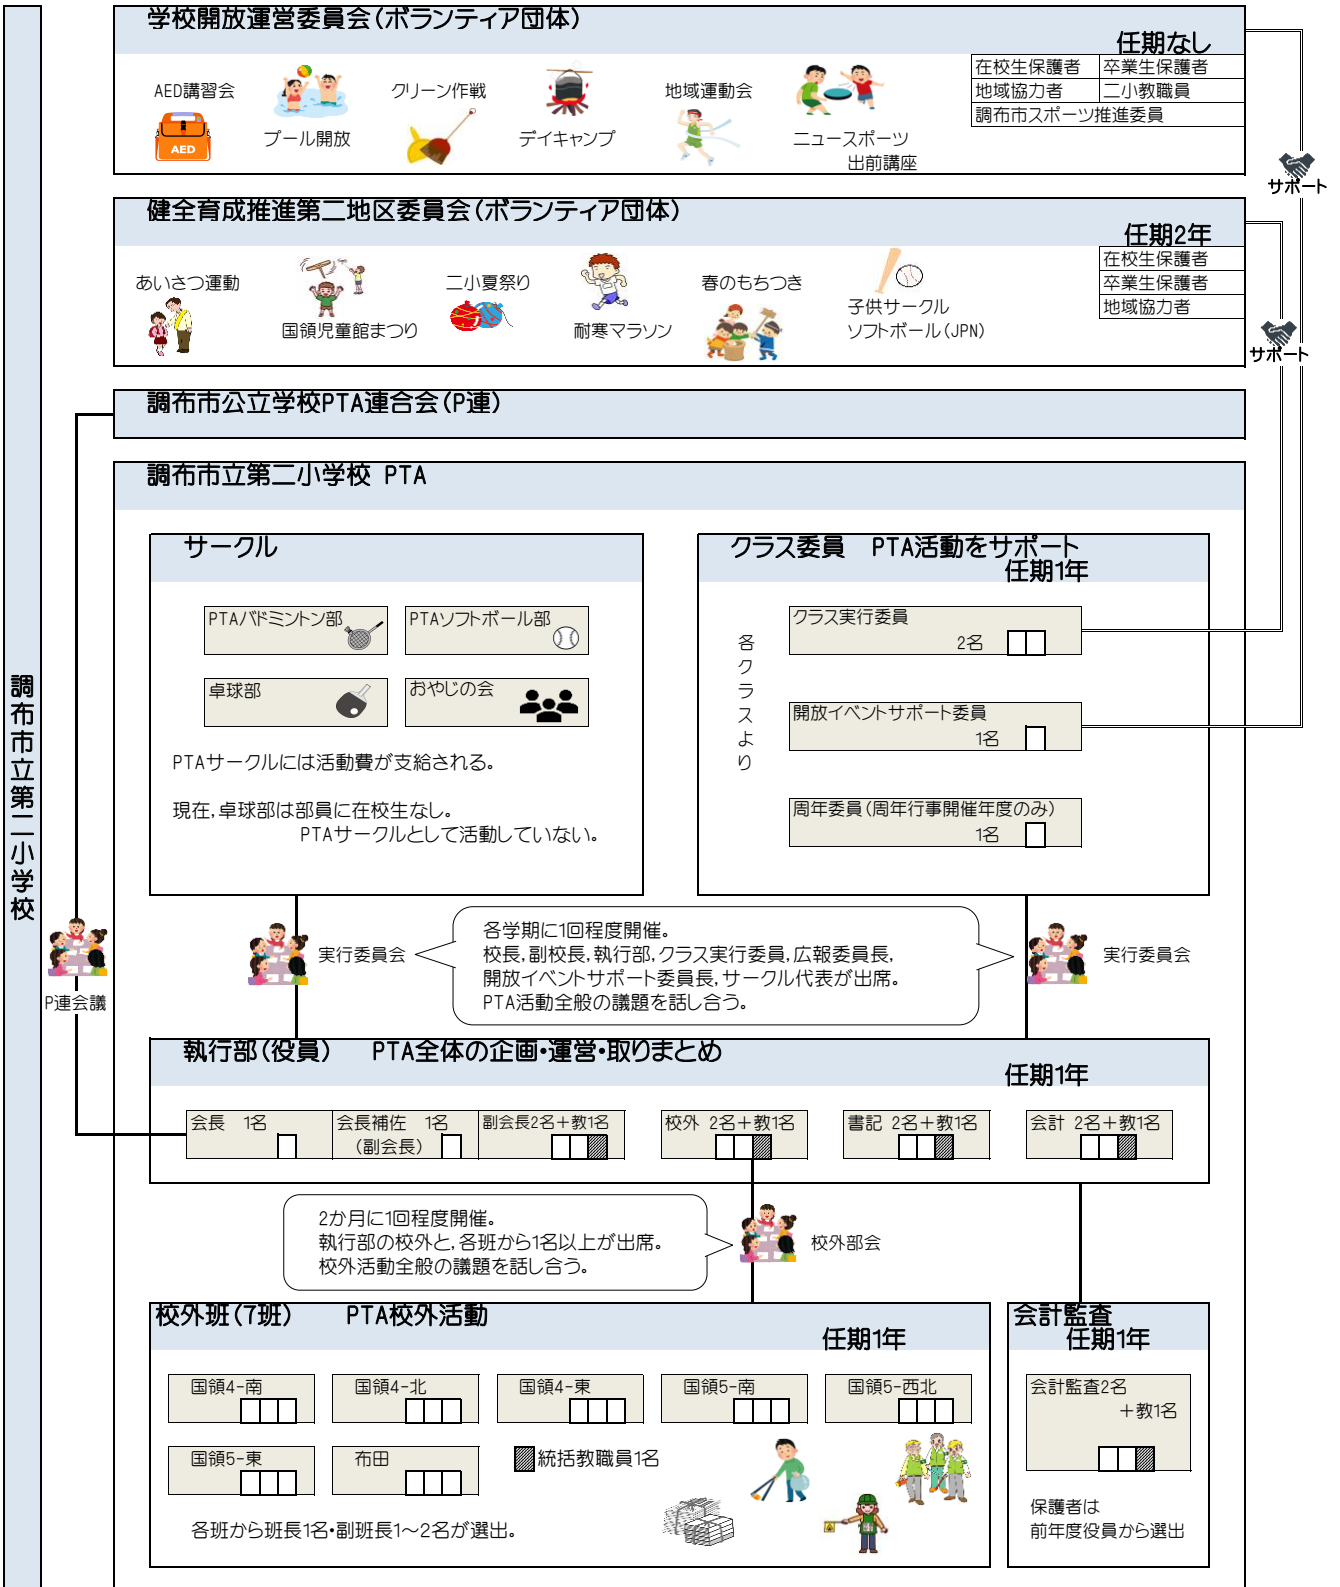 調布市立第二小学校
学校開放運営委員会(ボランティア団体)
任期なし
在校生保護者 卒業生保護者
地域協力者 二小教職員
調布市スポーツ推進委員
AED講習会
AED
プール開放
クリーン作戦
デイキャンプ
地域運動会
ニュースポーツ
出前講座
サポート
健全育成推進第二地区委員会(ボランティア団体)
任期2年
在校生保護者
卒業生保護者
地域協力者
あいさつ運動
国領児童館まつり
二小夏祭り
耐寒マラソン
春のもちつき
子供サークル
ソフトボール(JPN)
サポート
調布市公立学校PTA連合会(P連)
調布市立第二小学校 PTA
サークル
PTAバドミントン部
PTAソフトボール部
卓球部
おやじの会
PTAサークルには活動費が支給される。
現在,卓球部は部員に在校生なし。
PTAサークルとして活動していない。
クラス委員 PTA活動をサポート
任期1年
各クラスより
クラス実行委員
2名
開放イベントサポート委員
1名
周年委員(周年行事開催年度のみ)
1名
P連会議
実行委員会
各学期に1回程度開催。
校長,副校長,執行部,クラス実行委員,広報委員長,
開放イベントサポート委員長,サークル代表が出席。
PTA活動全般の議題を話し合う。
実行委員会
執行部(役員) PTA全体の企画・運営・取りまとめ
任期1年
会長 1名
会長補佐 1名
(副会長)
副会長2名+教1名
校外 2名+教1名
書記 2名+教1名
会計 2名+教1名
2か月に1回程度開催。
執行部の校外と,各班から1名以上が出席。
校外活動全般の議題を話し合う。
校外部会
校外班(7班) PTA校外活動
任期1年
国領4-南
国領4-北
国領4-東
国領5-南
国領5-西北
国領5-東
布田
統括教職員1名
各班から班長1名・副班長1~2名が選出。
会計監査
任期1年
会計監査2名
+教1名
保護者は
前年度役員から選出